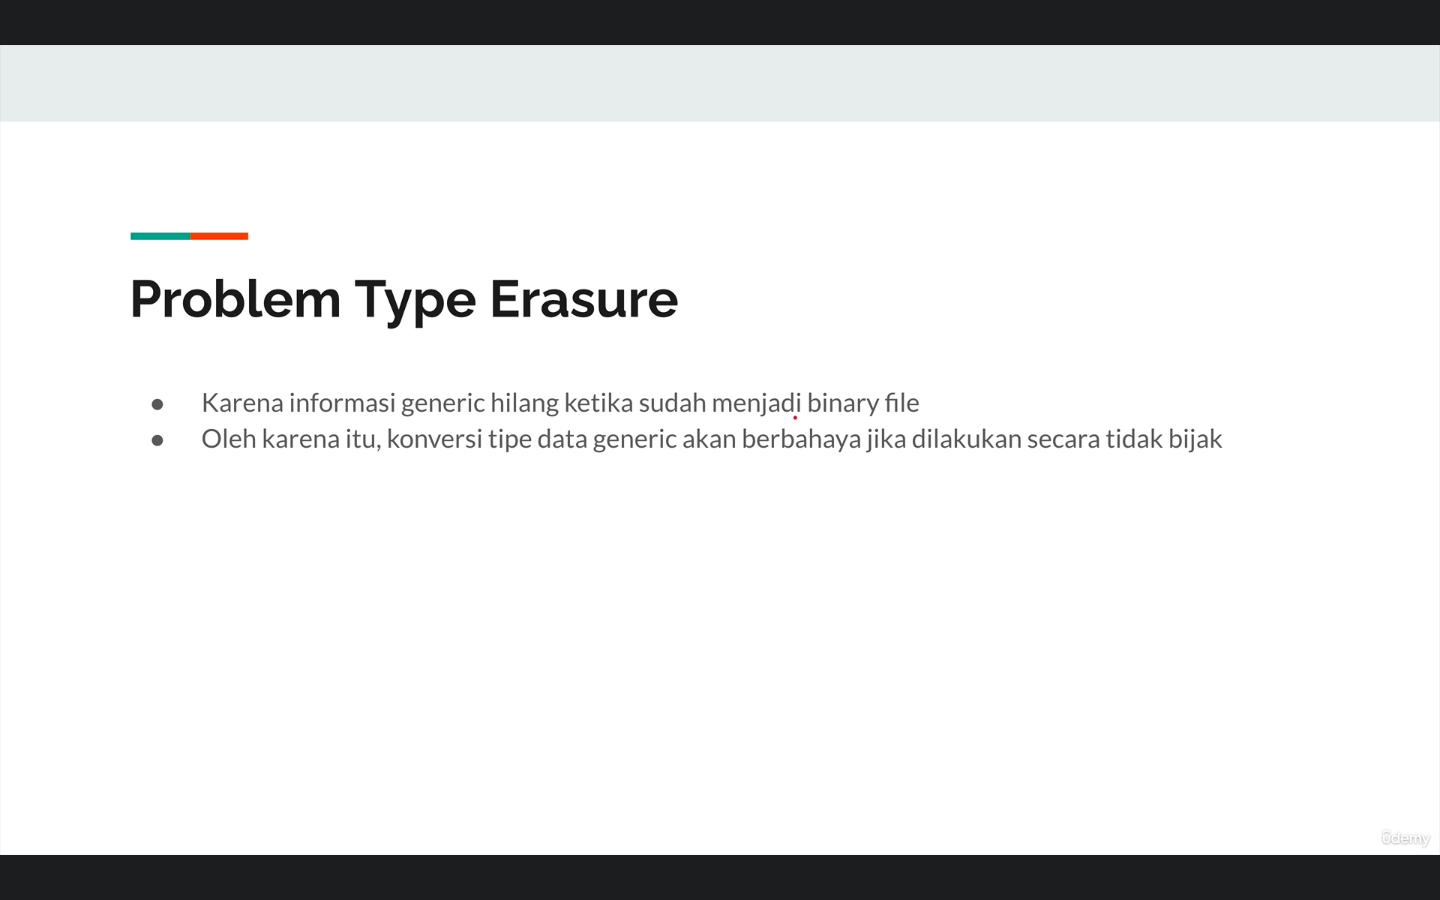 Problem Type Erasure
● Karena informasi generic hilang ketika sudah menjadi binary file
● Oleh karena itu, konversi tipe data generic akan berbahaya jika dilakukan secara tidak bijak
ûdemy